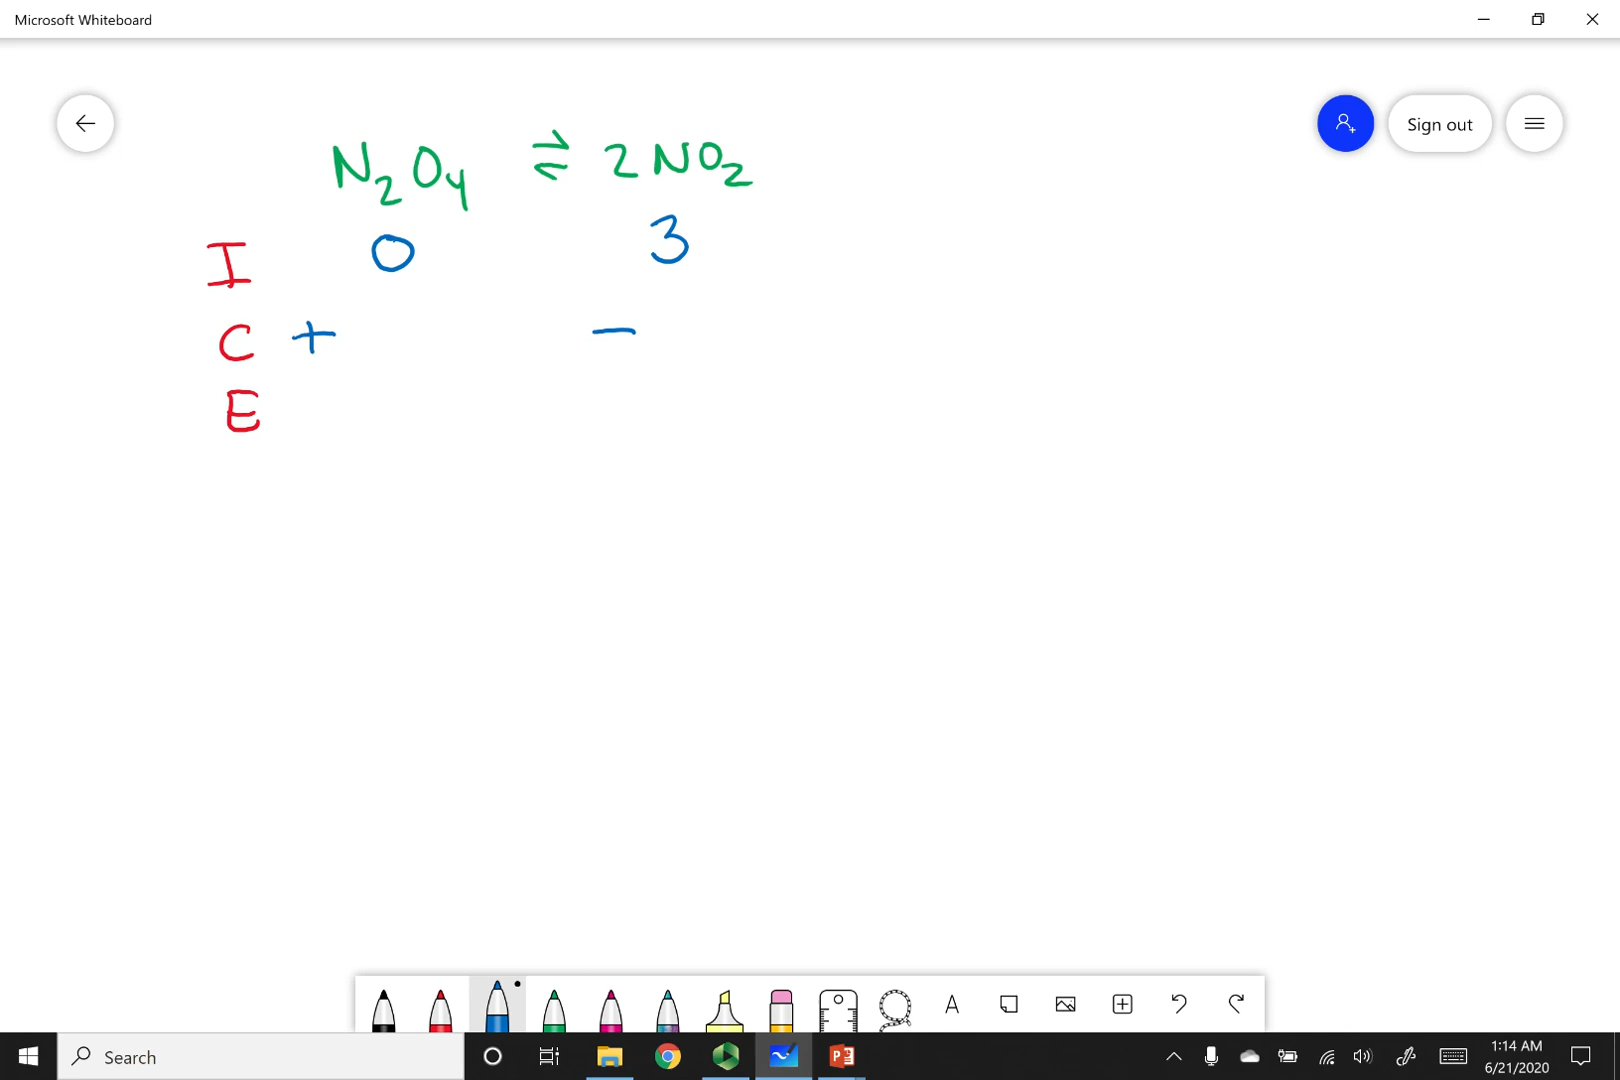 Microsoft Whiteboard
Sign out
N₂O₄ ⇌ 2NO₂
I 0 3
C + −
E
A
Search
1:14 AM
6/21/2020